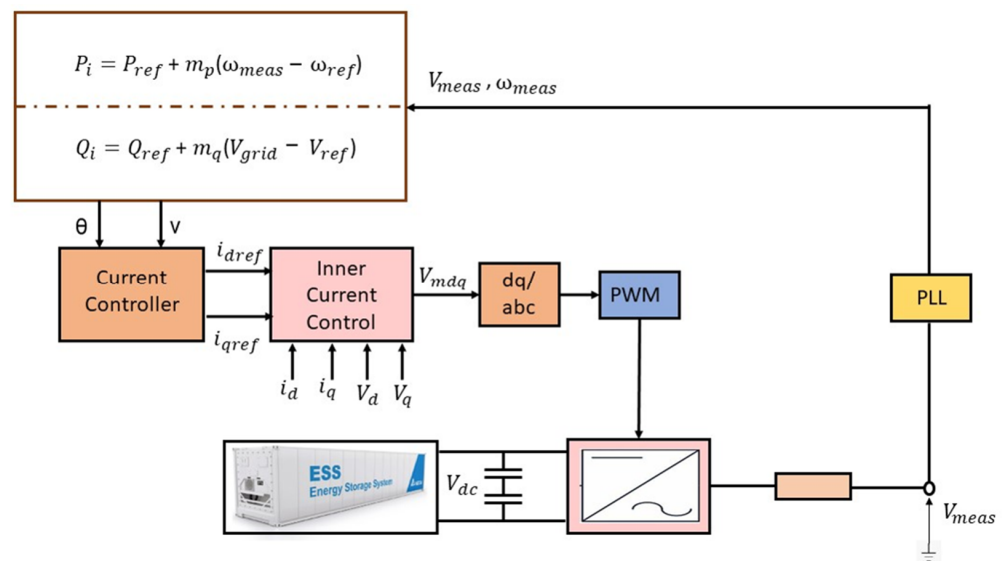 P_i = P_ref + m_p(ω_meas − ω_ref)
V_meas , ω_meas
Q_i = Q_ref + m_q(V_grid − V_ref)
θ
v
Current
Controller
i_dref
i_qref
Inner
Current
Control
V_mdq
dq/
abc
PWM
PLL
i_d
i_q
V_d
V_q
ESS
Energy Storage System
V_dc
V_meas